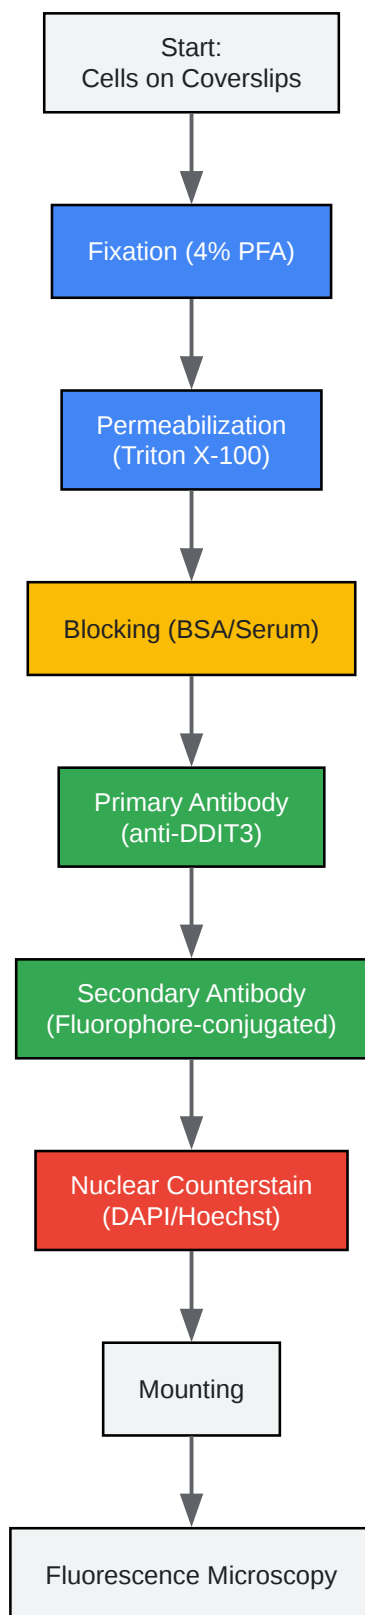 Start:
Cells on Coverslips
Fixation (4% PFA)
Permeabilization
(Triton X-100)
Blocking (BSA/Serum)
Primary Antibody
(anti-DDIT3)
Secondary Antibody
(Fluorophore-conjugated)
Nuclear Counterstain
(DAPI/Hoechst)
Mounting
Fluorescence Microscopy